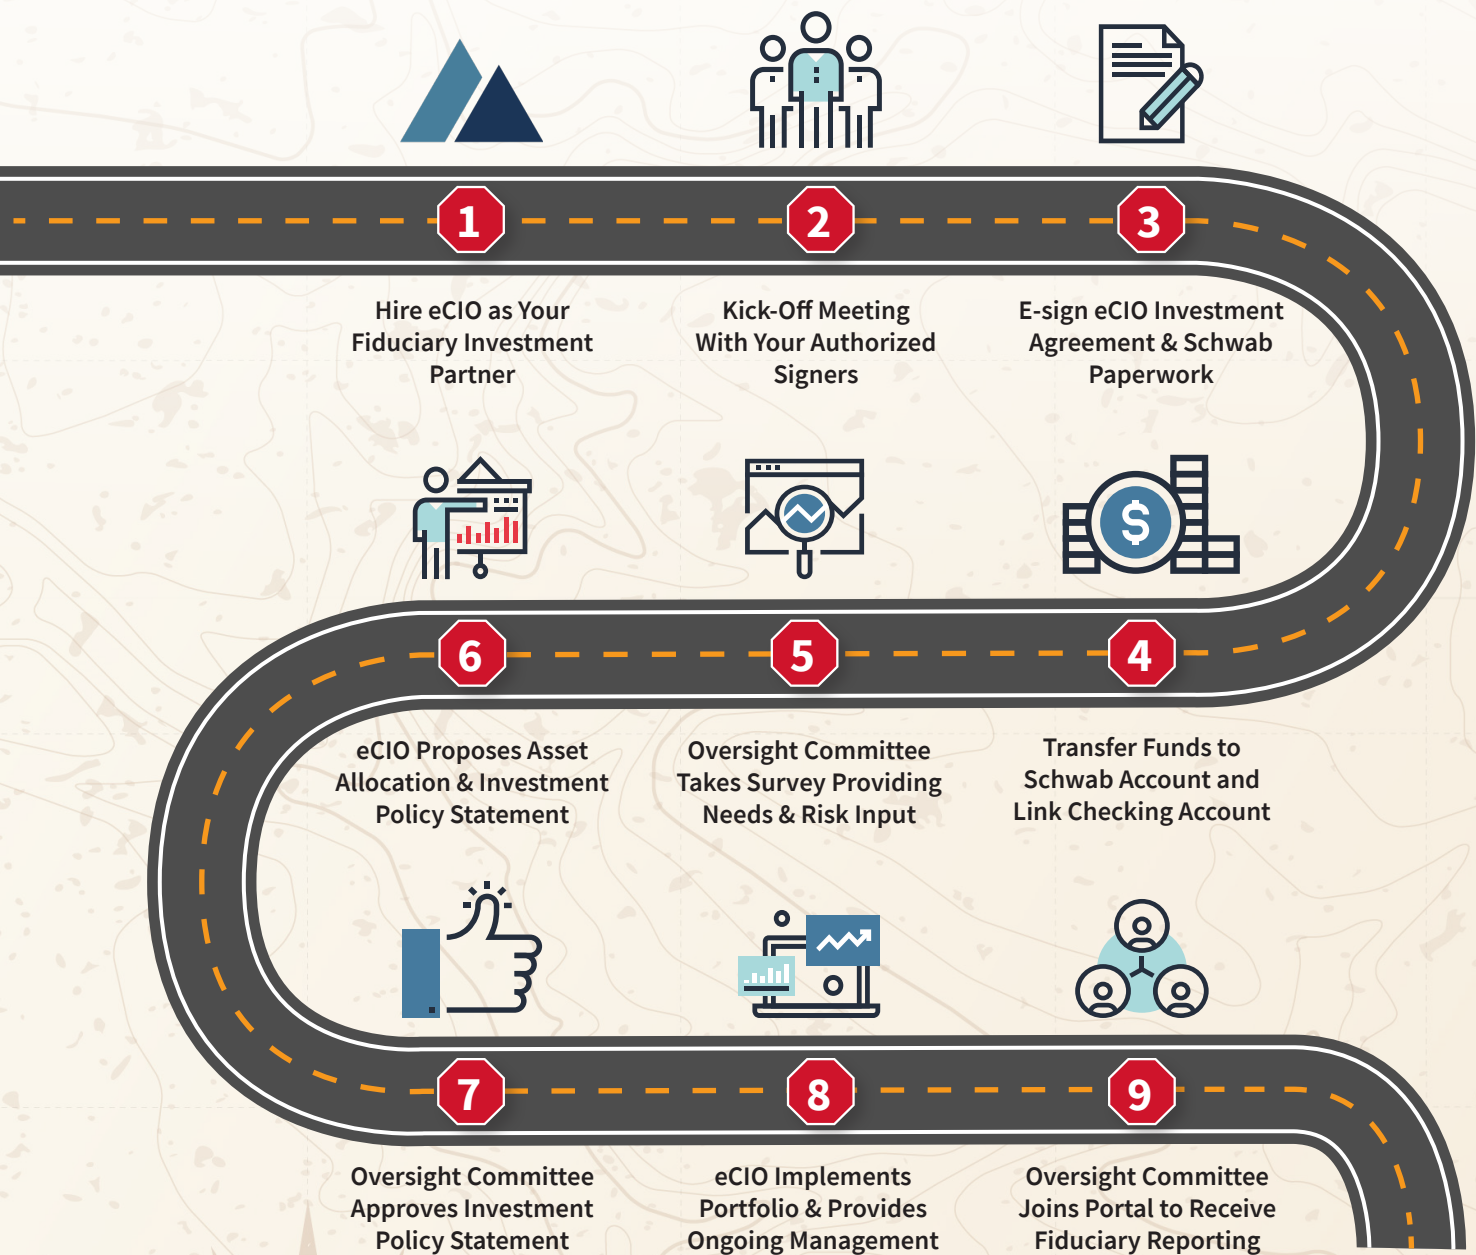 1
Hire eCIO as Your
Fiduciary Investment
Partner
2
Kick-Off Meeting
With Your Authorized
Signers
3
E-sign eCIO Investment
Agreement & Schwab
Paperwork
4
Transfer Funds to
Schwab Account and
Link Checking Account
5
Oversight Committee
Takes Survey Providing
Needs & Risk Input
6
eCIO Proposes Asset
Allocation & Investment
Policy Statement
7
Oversight Committee
Approves Investment
Policy Statement
8
eCIO Implements
Portfolio & Provides
Ongoing Management
9
Oversight Committee
Joins Portal to Receive
Fiduciary Reporting
$